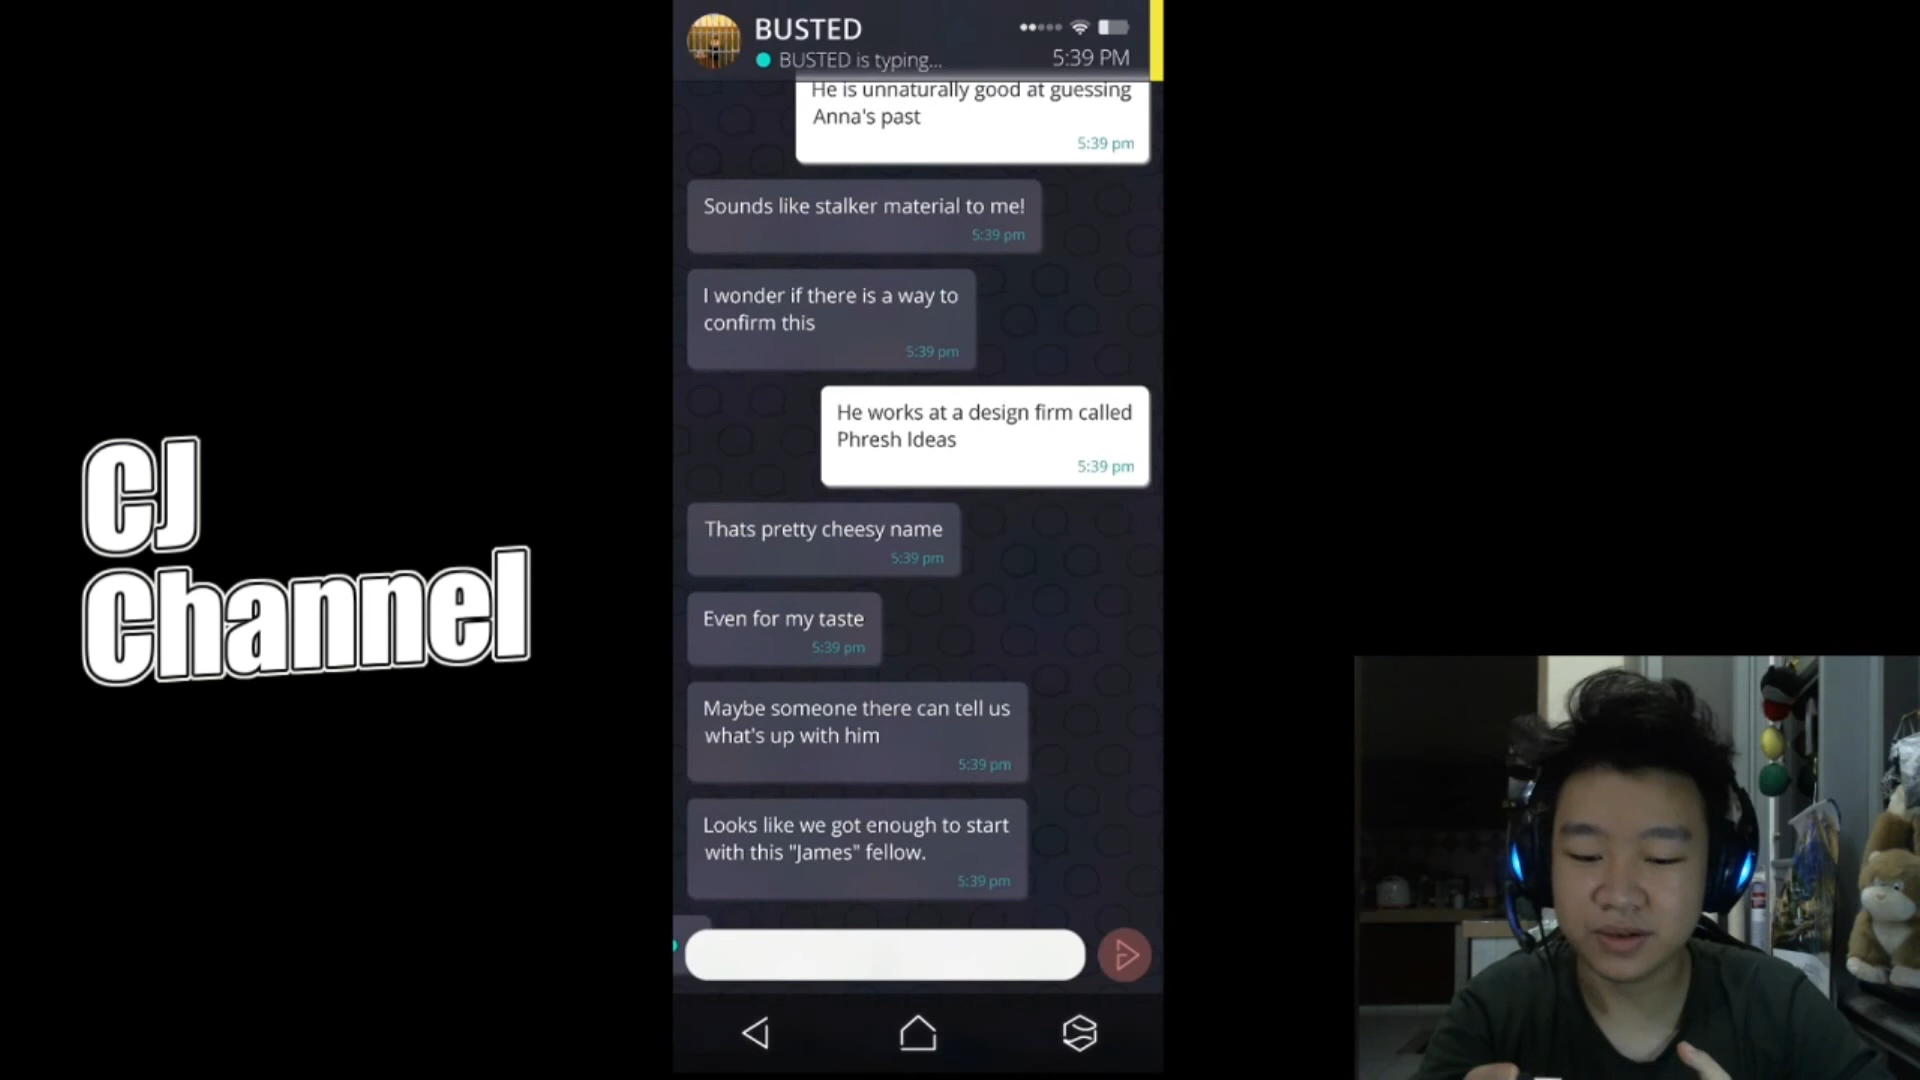 BUSTED
BUSTED is typing...
5:39 PM
He is unnaturally good at guessing
Anna's past
5:39 pm
Sounds like stalker material to me!
5:39 pm
I wonder if there is a way to
confirm this
5:39 pm
He works at a design firm called
Phresh Ideas
5:39 pm
Thats pretty cheesy name
5:39 pm
Even for my taste
5:39 pm
Maybe someone there can tell us
what's up with him
5:39 pm
Looks like we got enough to start
with this "James" fellow.
5:39 pm
CJ
Channel